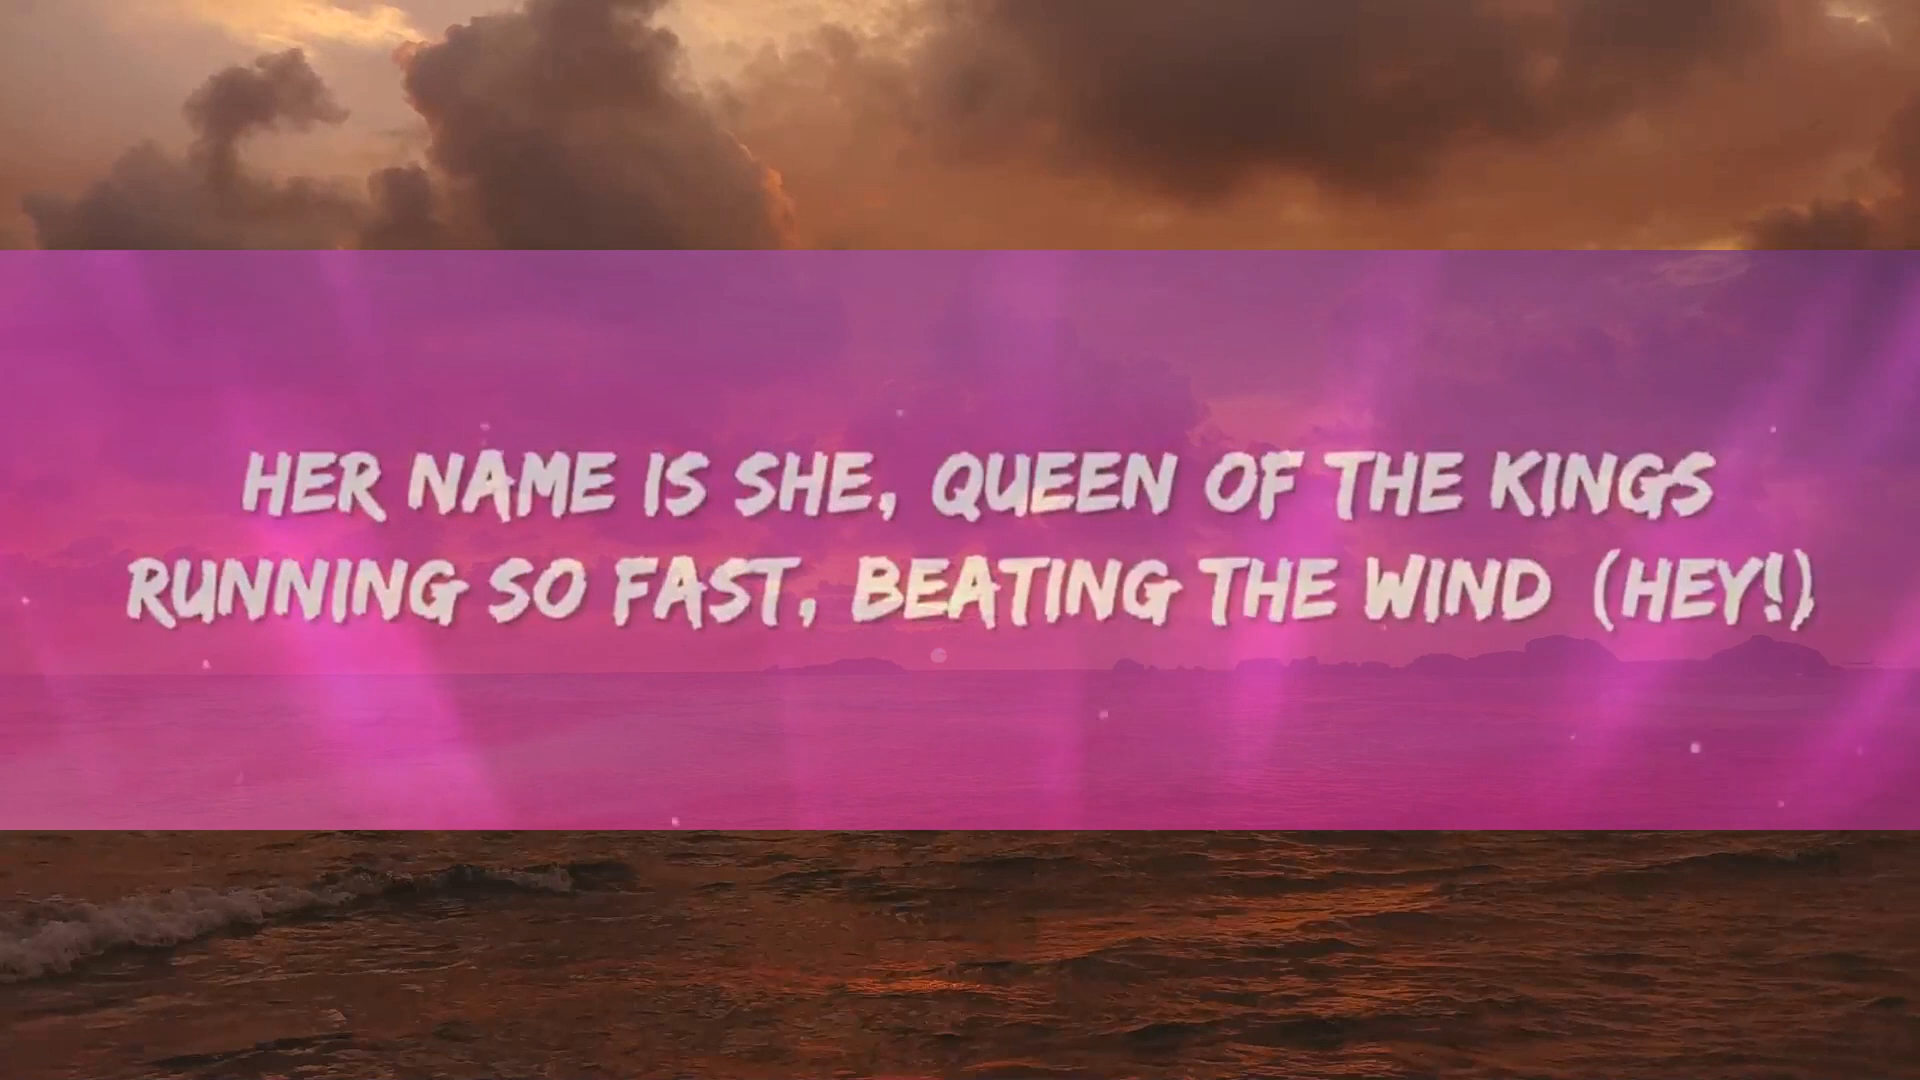 HER NAME IS SHE, QUEEN OF THE KINGS
RUNNING SO FAST, BEATING THE WIND (HEY!)